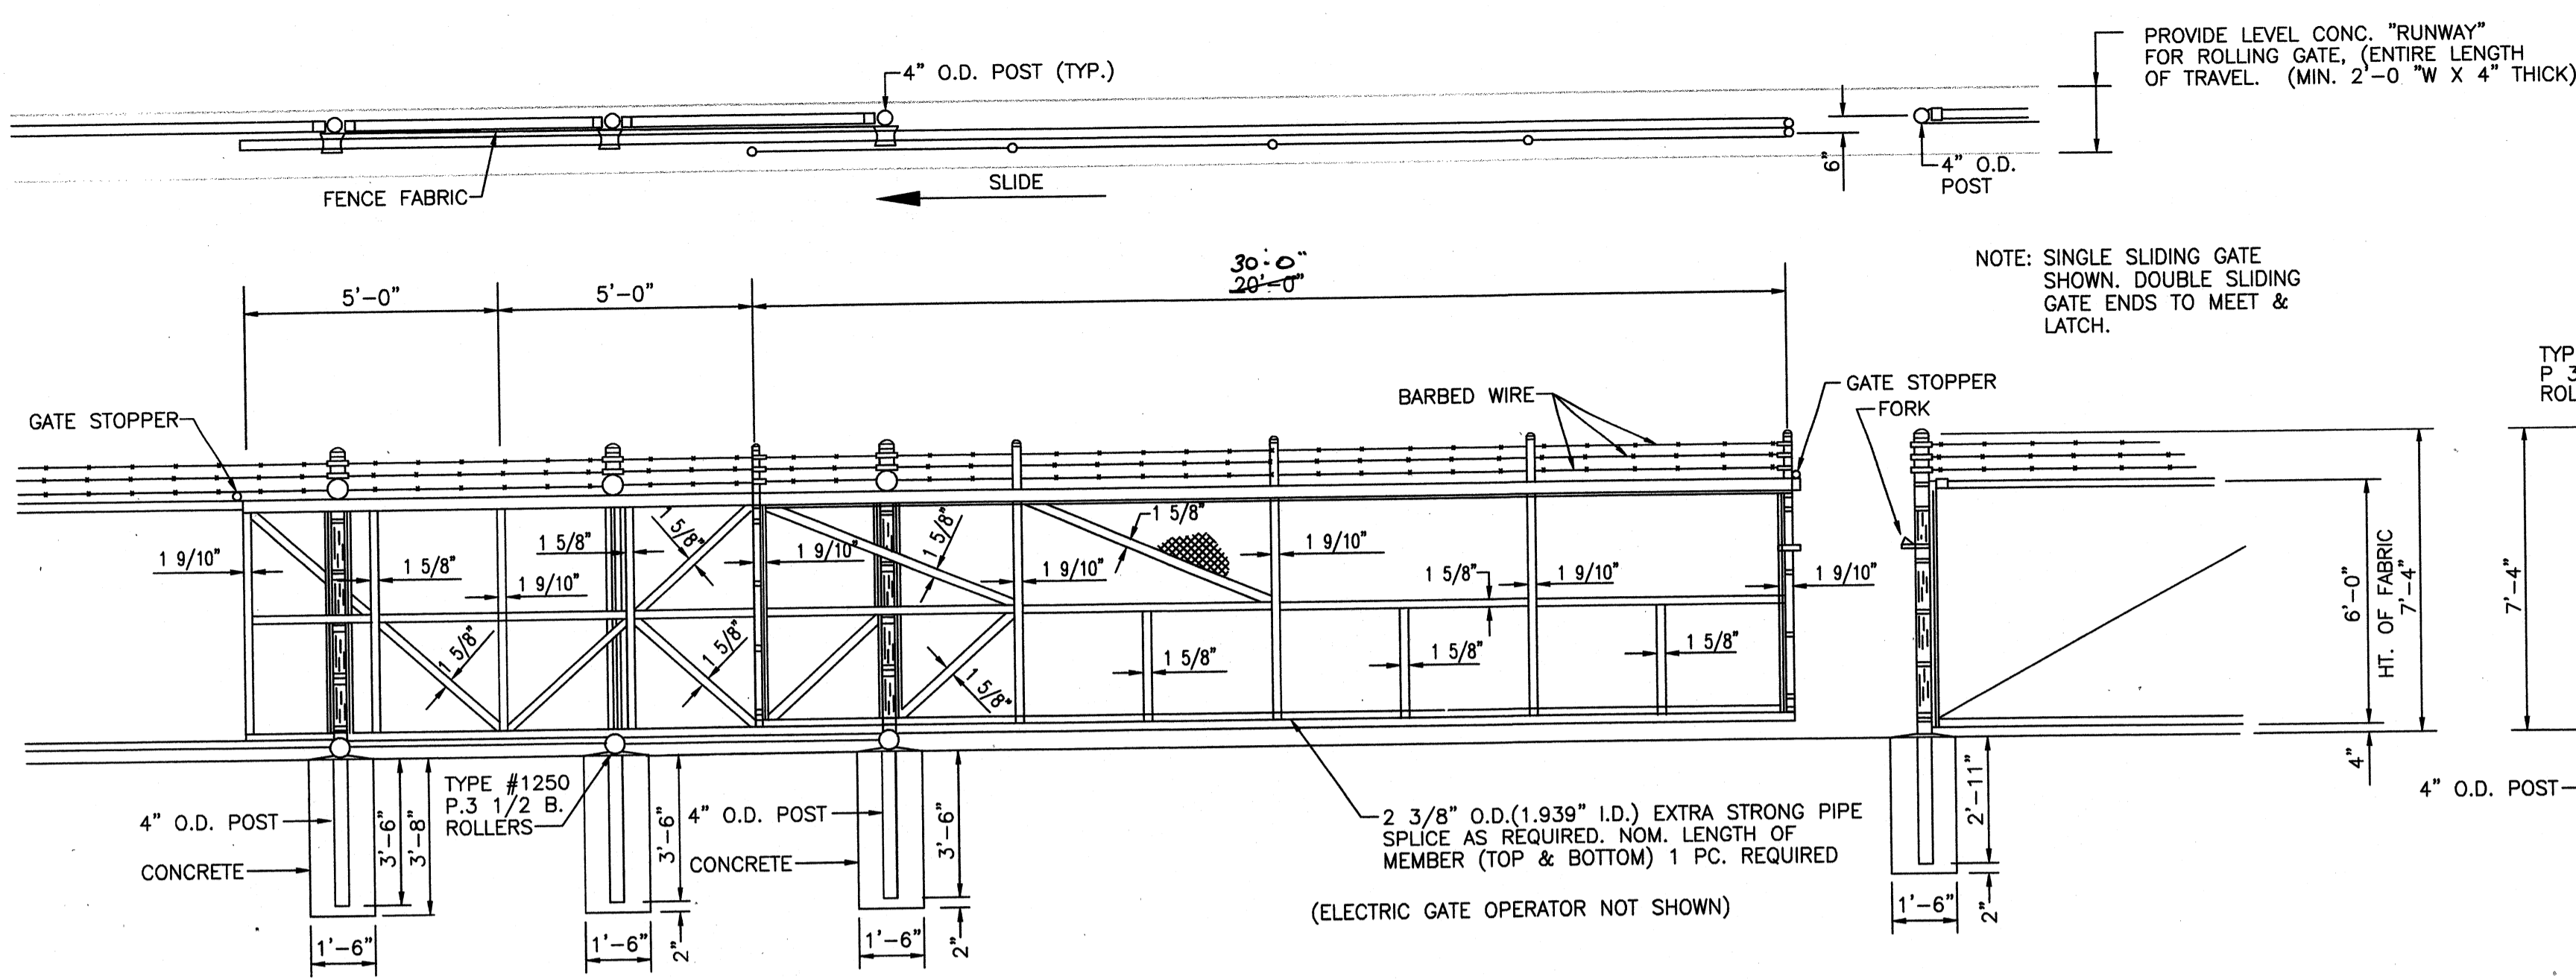 PROVIDE LEVEL CONC. "RUNWAY"
FOR ROLLING GATE, (ENTIRE LENGTH
OF TRAVEL. (MIN. 2'-0 "W X 4" THICK)
4" O.D. POST (TYP.)
6"
4" O.D.
POST
FENCE FABRIC
SLIDE
30'-0"
20'-0"
5'-0"
5'-0"
NOTE: SINGLE SLIDING GATE
SHOWN. DOUBLE SLIDING
GATE ENDS TO MEET &
LATCH.
TYP
P 3
ROL
GATE STOPPER
BARBED WIRE
GATE STOPPER
FORK
1 9/10"
1 5/8"
1 5/8"
1 9/10"
1 5/8"
1 9/10"
1 5/8"
1 5/8"
1 9/10"
1 9/10"
1 5/8"
1 9/10"
1 9/10"
1 5/8"
1 5/8"
1 5/8"
1 5/8"
1 5/8"
1 5/8"
6'-0"
HT. OF FABRIC
7'-4"
7'-4"
4"
TYPE #1250
P.3 1/2 B.
ROLLERS
4" O.D. POST
CONCRETE
3'-6"
3'-8"
3'-6"
4" O.D. POST
CONCRETE
3'-6"
2 3/8" O.D.(1.939" I.D.) EXTRA STRONG PIPE
SPLICE AS REQUIRED. NOM. LENGTH OF
MEMBER (TOP & BOTTOM) 1 PC. REQUIRED
(ELECTRIC GATE OPERATOR NOT SHOWN)
2'-11"
4" O.D. POST
1'-6"
1'-6"
2"
1'-6"
2"
1'-6"
2"